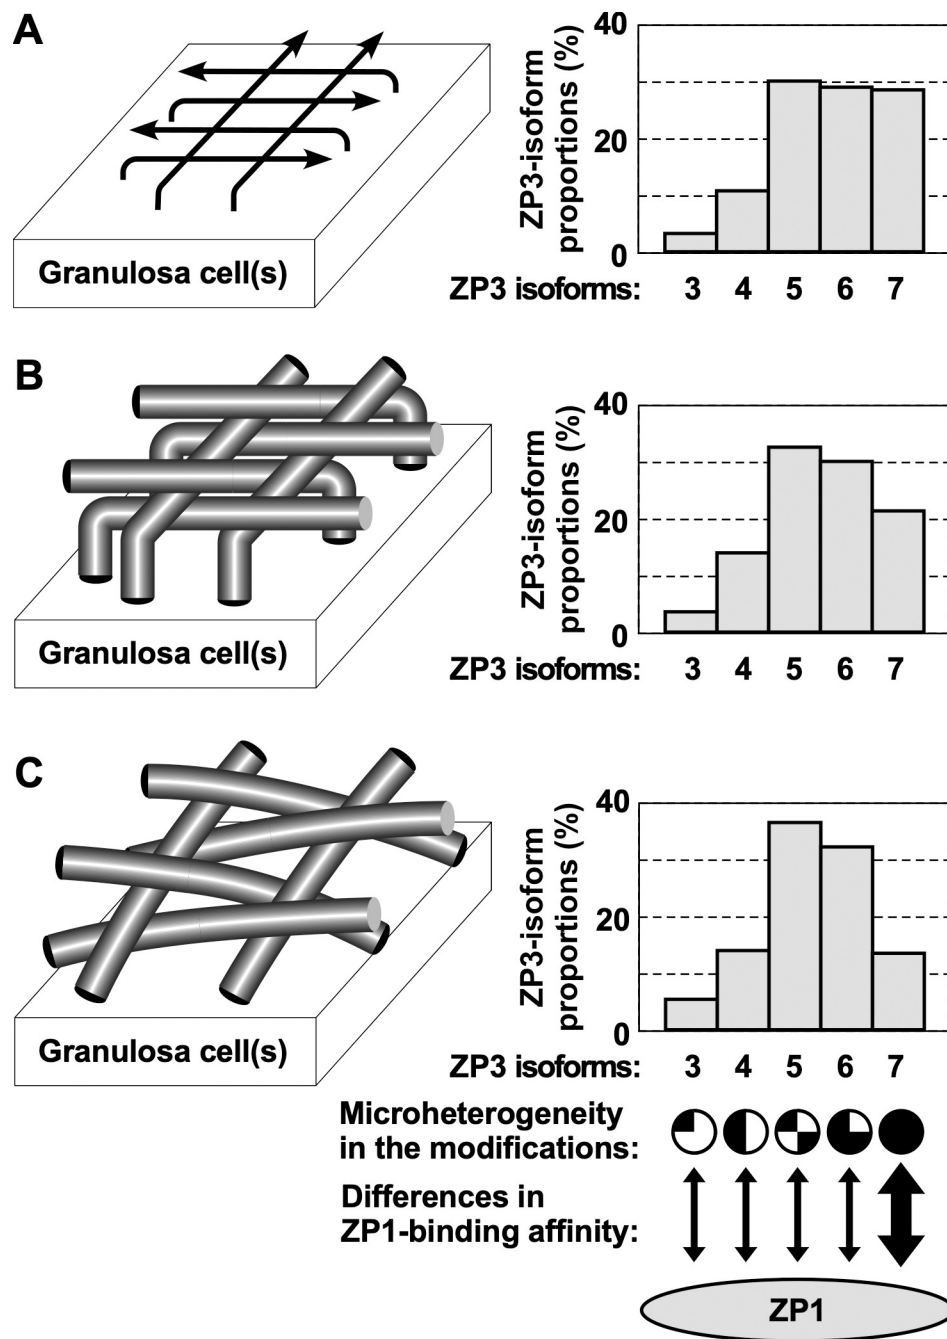 A
Granulosa cell(s)
ZP3-isoform
proportions (%)
40
20
0
ZP3 isoforms: 3 4 5 6 7
B
Granulosa cell(s)
ZP3-isoform
proportions (%)
40
20
0
ZP3 isoforms: 3 4 5 6 7
C
Granulosa cell(s)
ZP3-isoform
proportions (%)
40
20
0
ZP3 isoforms: 3 4 5 6 7
Microheterogeneity
in the modifications:
Differences in
ZP1-binding affinity:
ZP1